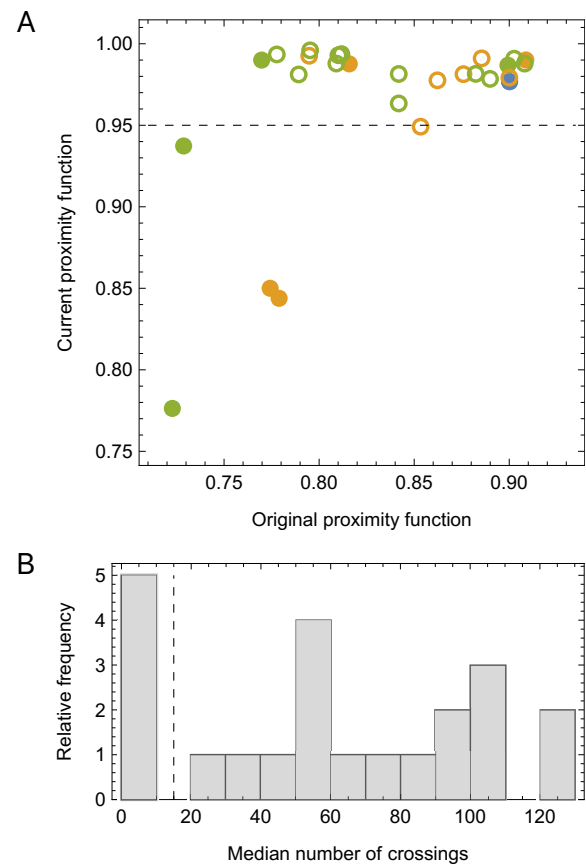 A
1.00
0.95
0.90
0.85
0.80
0.75
Current proximity function
0.75 0.80 0.85 0.90
Original proximity function
B
5
4
3
2
1
0
Relative frequency
0 20 40 60 80 100 120
Median number of crossings